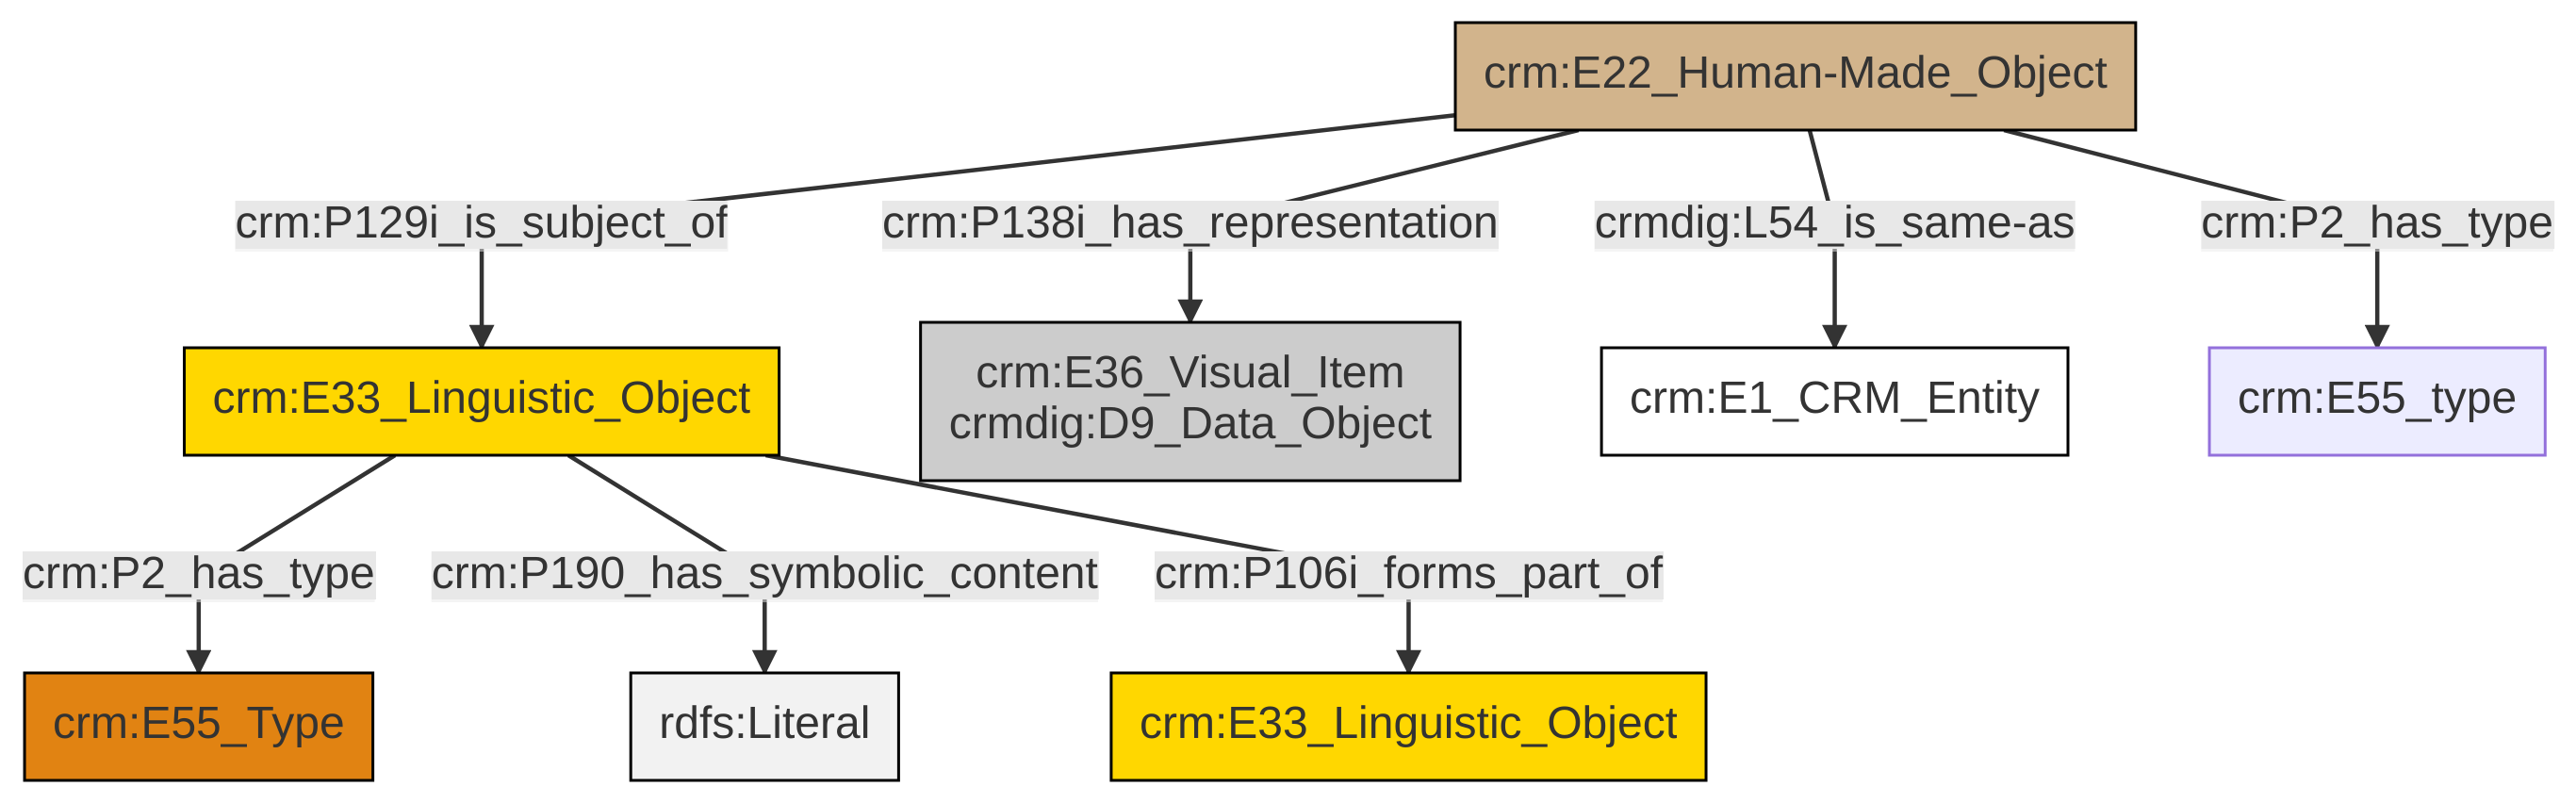 crm:E22_Human-Made_Object
crm:P129i_is_subject_of
crm:P138i_has_representation
crmdig:L54_is_same-as
crm:P2_has_type
crm:E33_Linguistic_Object
crm:E36_Visual_Item
crmdig:D9_Data_Object
crm:E1_CRM_Entity
crm:E55_type
crm:P2_has_type
crm:P190_has_symbolic_content
crm:P106i_forms_part_of
crm:E55_Type
rdfs:Literal
crm:E33_Linguistic_Object